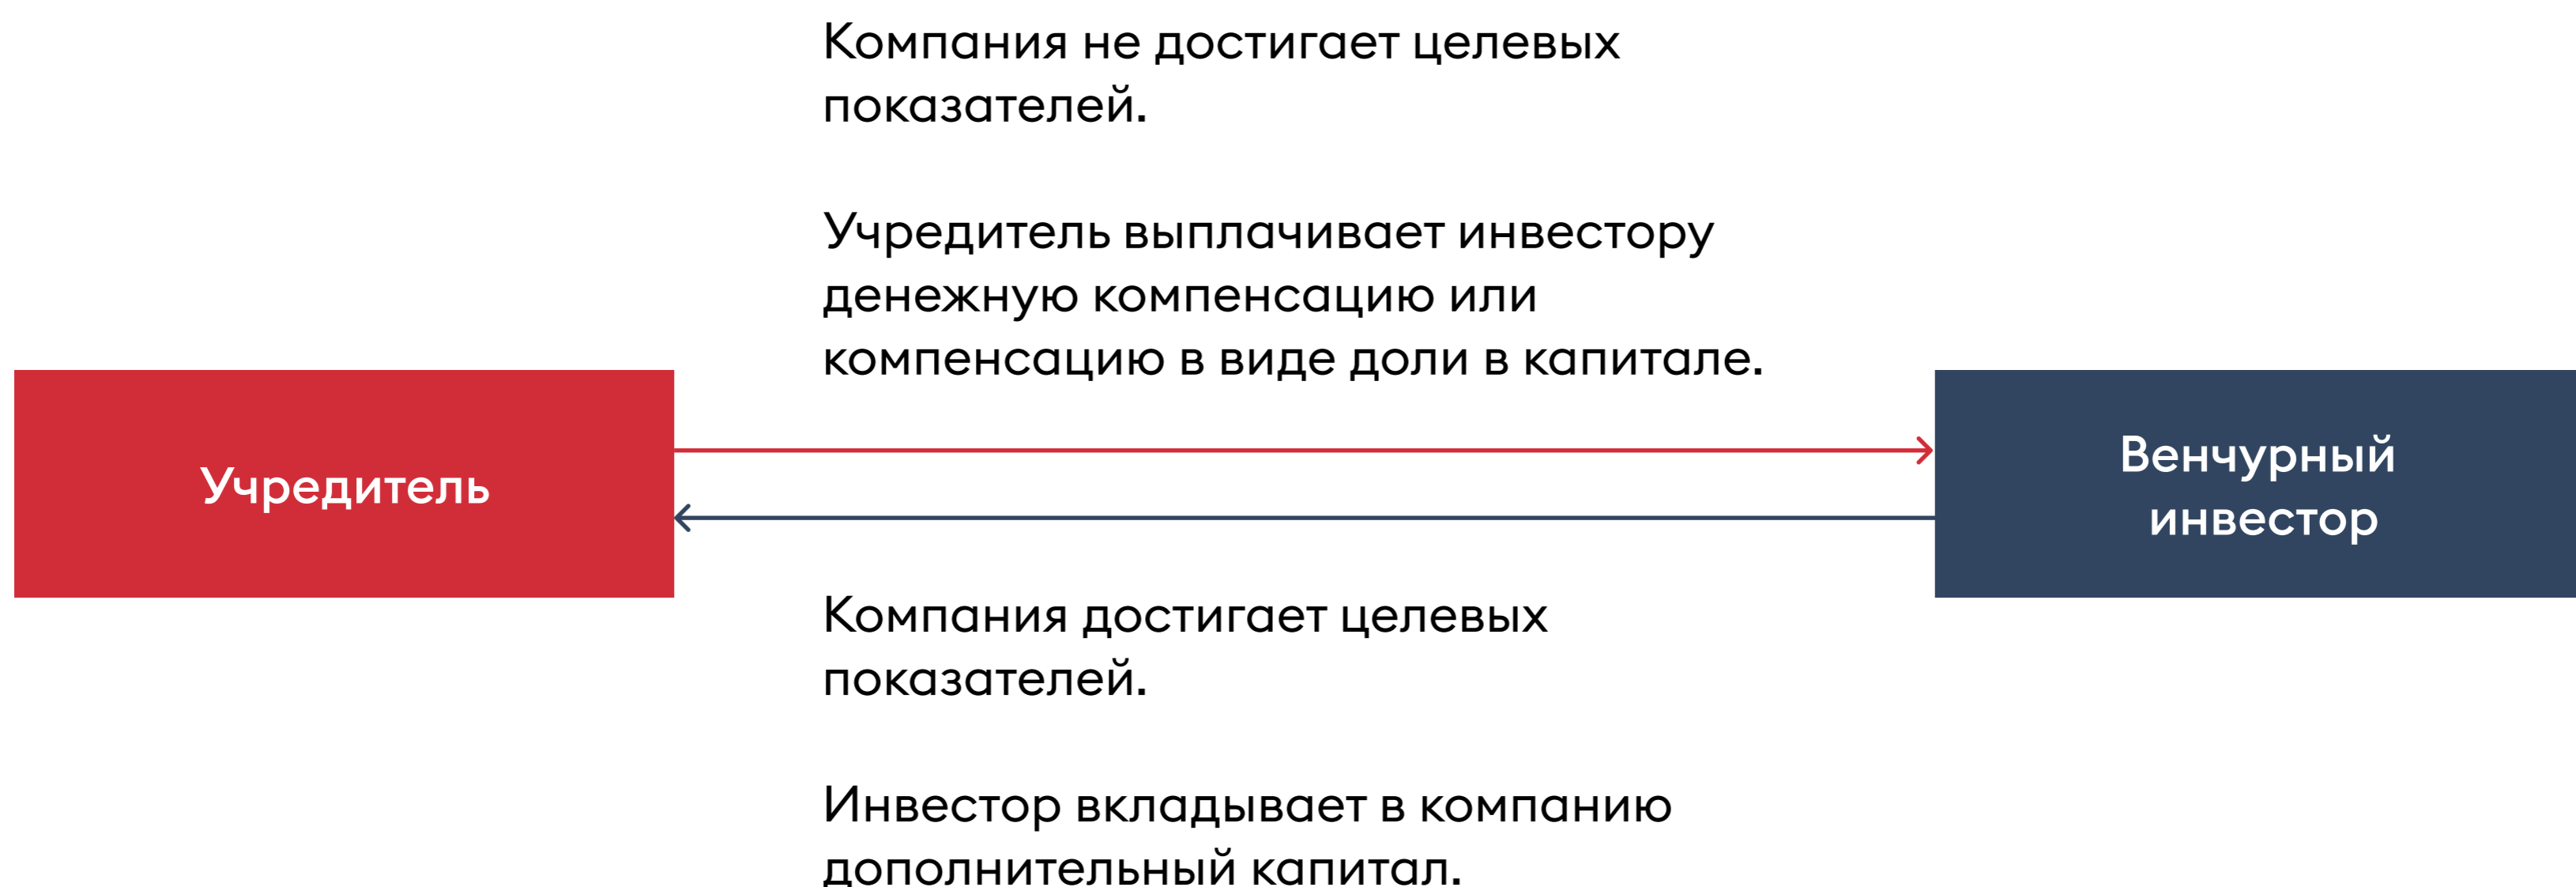 Компания не достигает целевых
показателей.
Учредитель выплачивает инвестору
денежную компенсацию или
компенсацию в виде доли в капитале.
Учредитель
Венчурный
инвестор
Компания достигает целевых
показателей.
Инвестор вкладывает в компанию
дополнительный капитал.